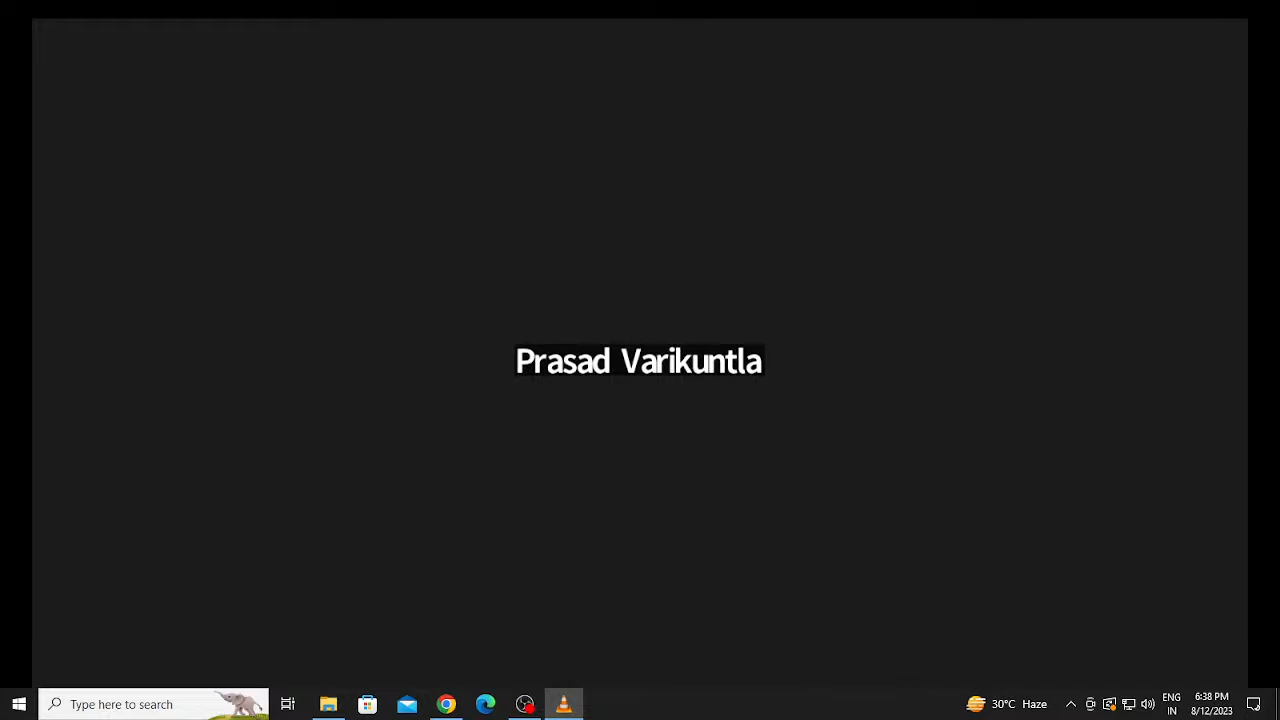 Prasad Varikuntla
Type here to search
30°C Haze
ENG
IN
6:38 PM
8/12/2023